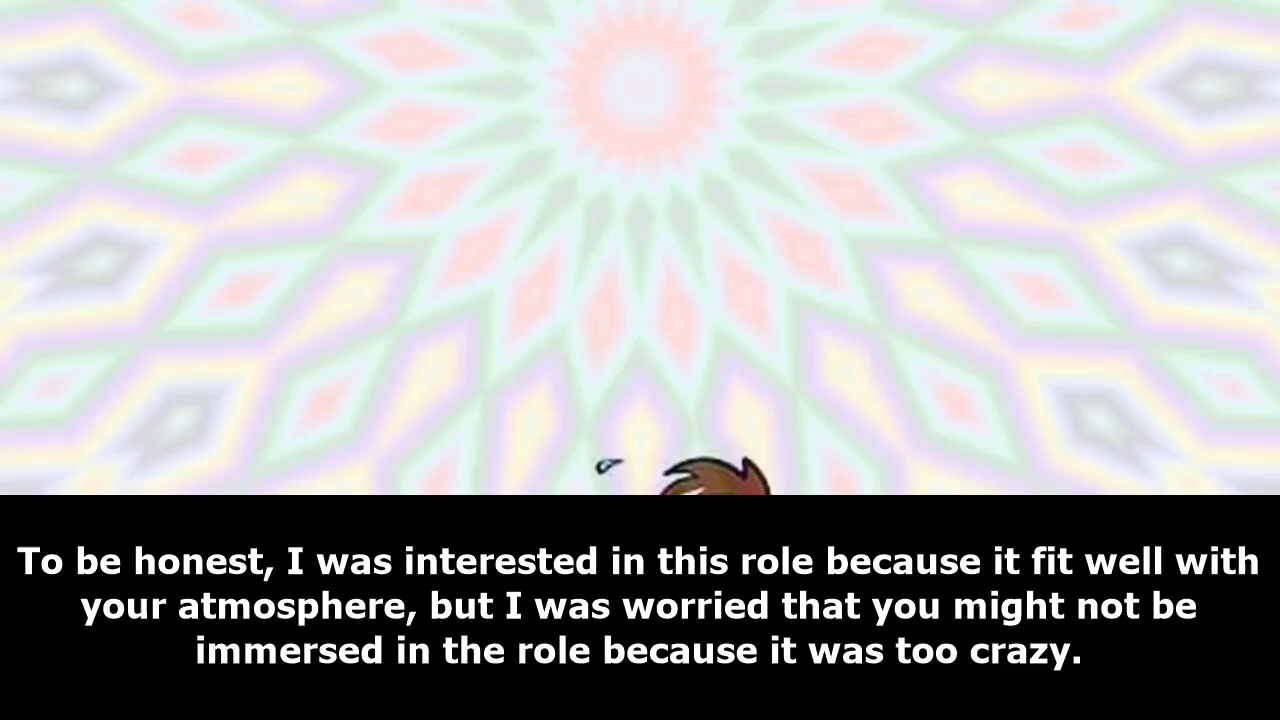 To be honest, I was interested in this role because it fit well with
your atmosphere, but I was worried that you might not be
immersed in the role because it was too crazy.